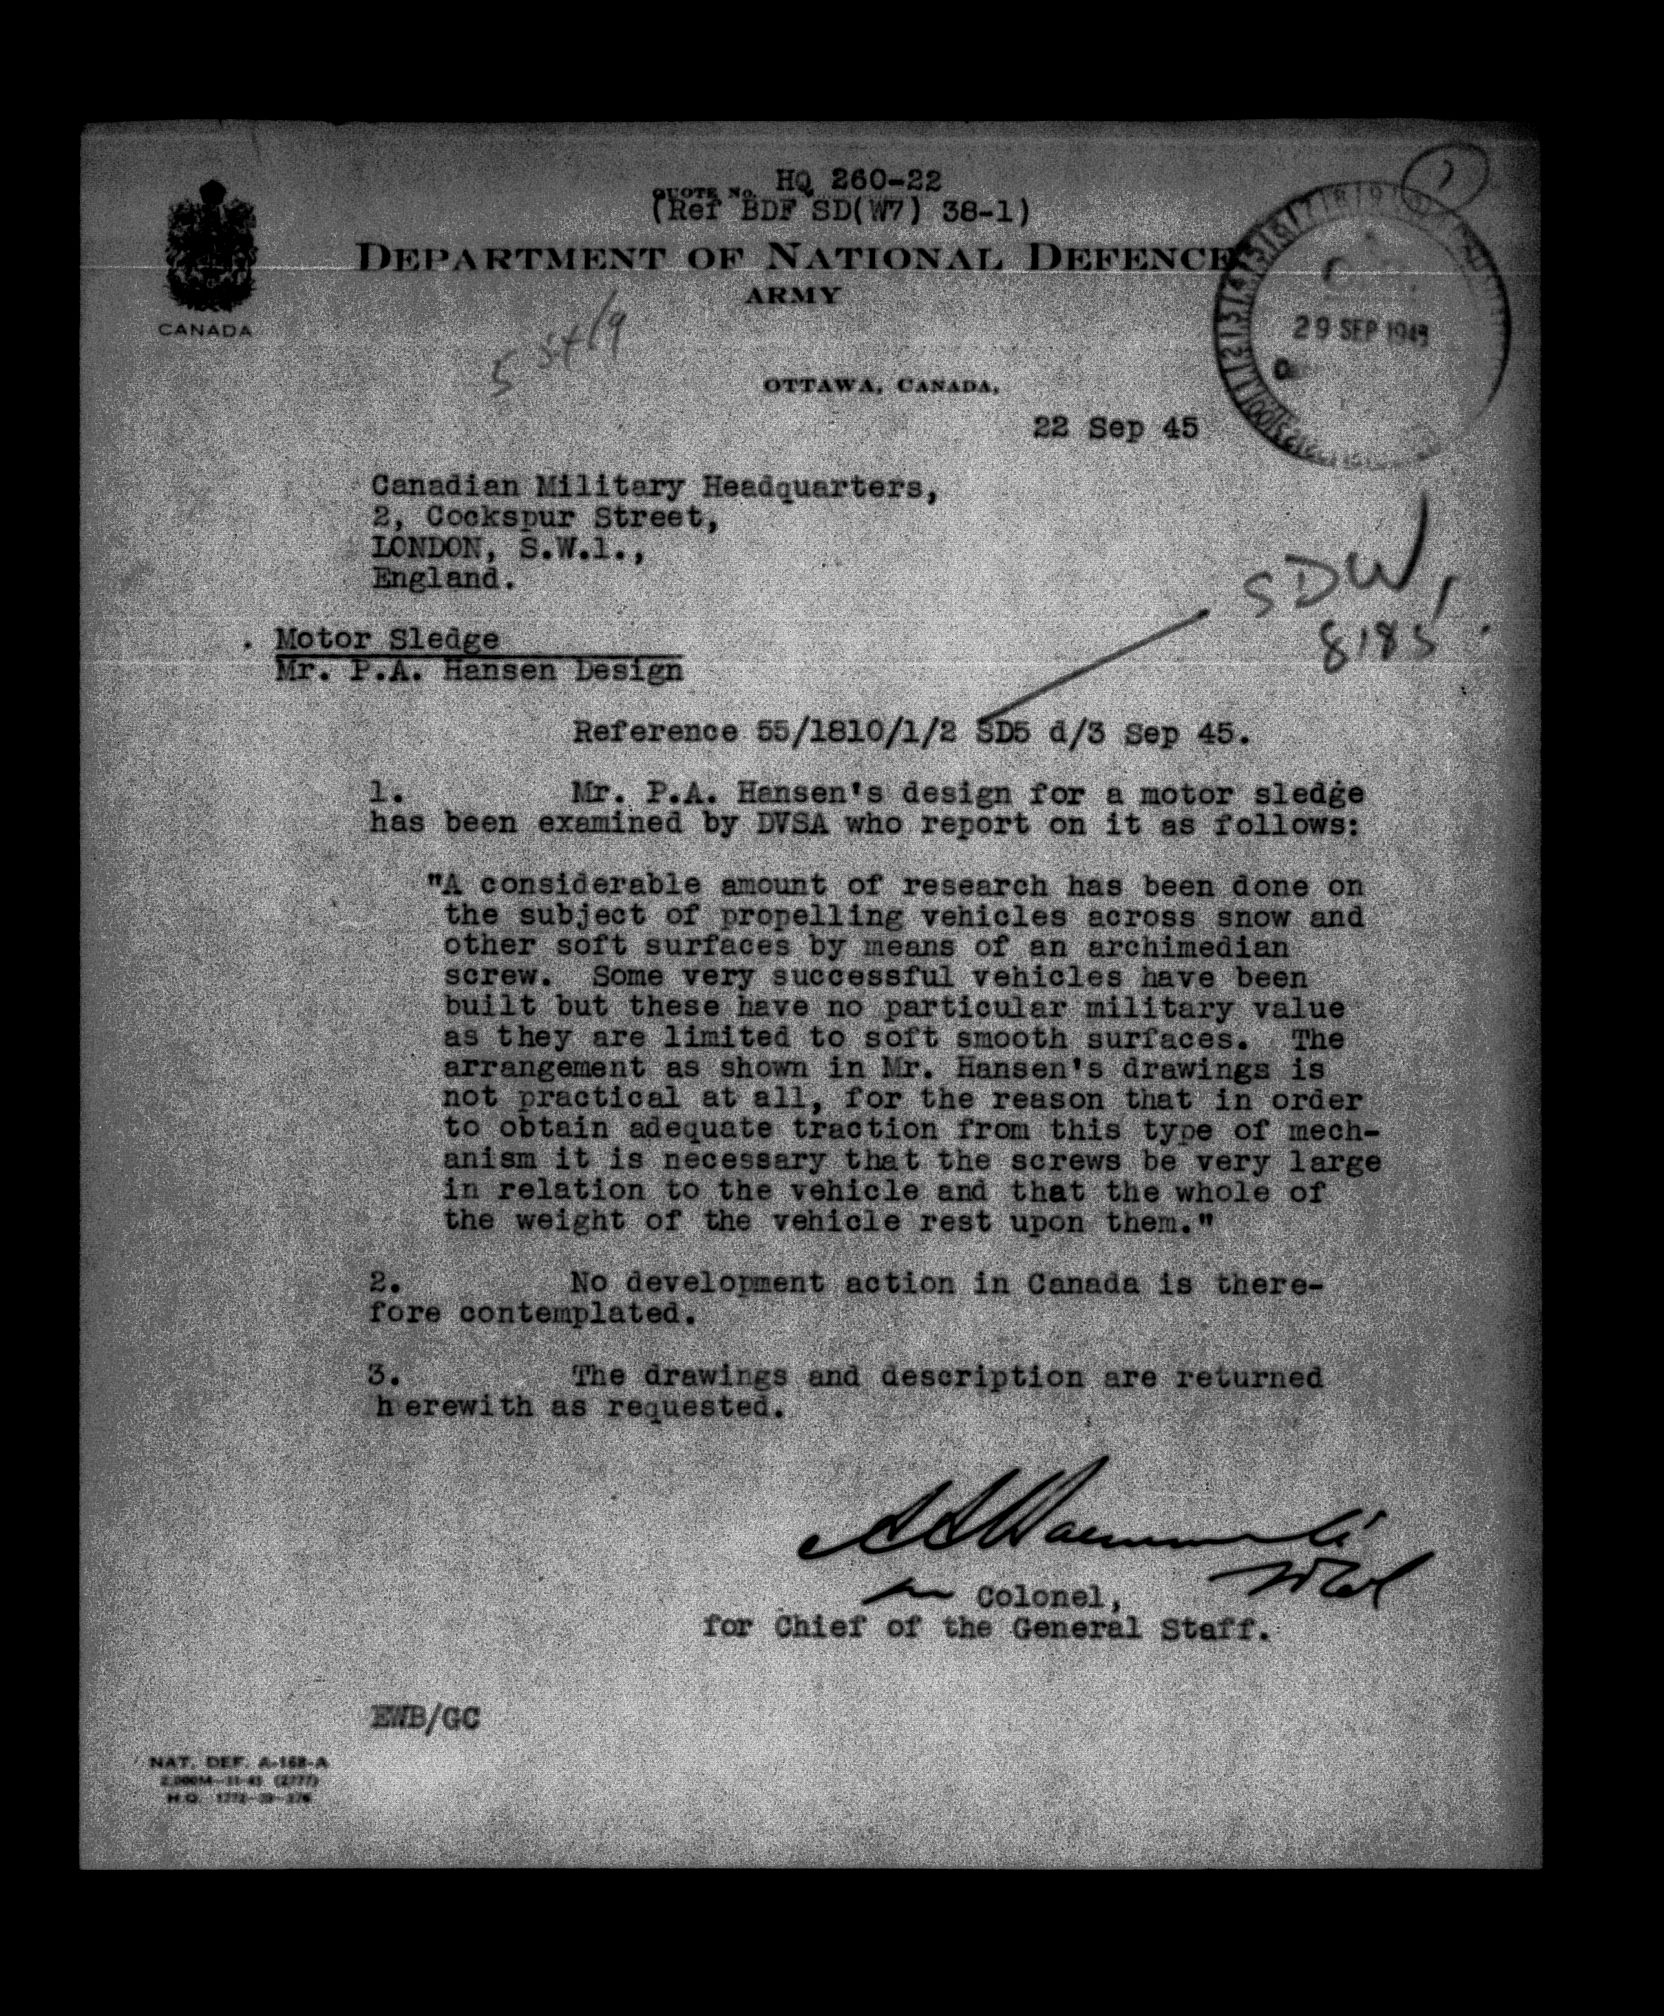 HQ 260-22
QUOTE No.
(Ref BDF SD(W7) 38-1)
DEPARTMENT OF NATIONAL DEFENCE
ARMY
CANADA
OTTAWA, CANADA,
29 SEP 1945
22 Sep 45
Canadian Military Headquarters,
2, Cockspur Street,
LONDON, S.W.1.,
England.
SDW1
8185
Motor Sledge
Mr. P.A. Hansen Design
Reference 55/1810/1/2 SD5 d/3 Sep 45.
1. Mr. P.A. Hansen's design for a motor sledge
has been examined by DVSA who report on it as follows:
"A considerable amount of research has been done on
the subject of propelling vehicles across snow and
other soft surfaces by means of an archimedian
screw. Some very successful vehicles have been
built but these have no particular military value
as they are limited to soft smooth surfaces. The
arrangement as shown in Mr. Hansen's drawings is
not practical at all, for the reason that in order
to obtain adequate traction from this type of mech-
anism it is necessary that the screws be very large
in relation to the vehicle and that the whole of
the weight of the vehicle rest upon them."
2. No development action in Canada is there-
fore contemplated.
3. The drawings and description are returned
herewith as requested.
Colonel,
for Chief of the General Staff.
EWB/GC
NAT. DEF. A-168-A